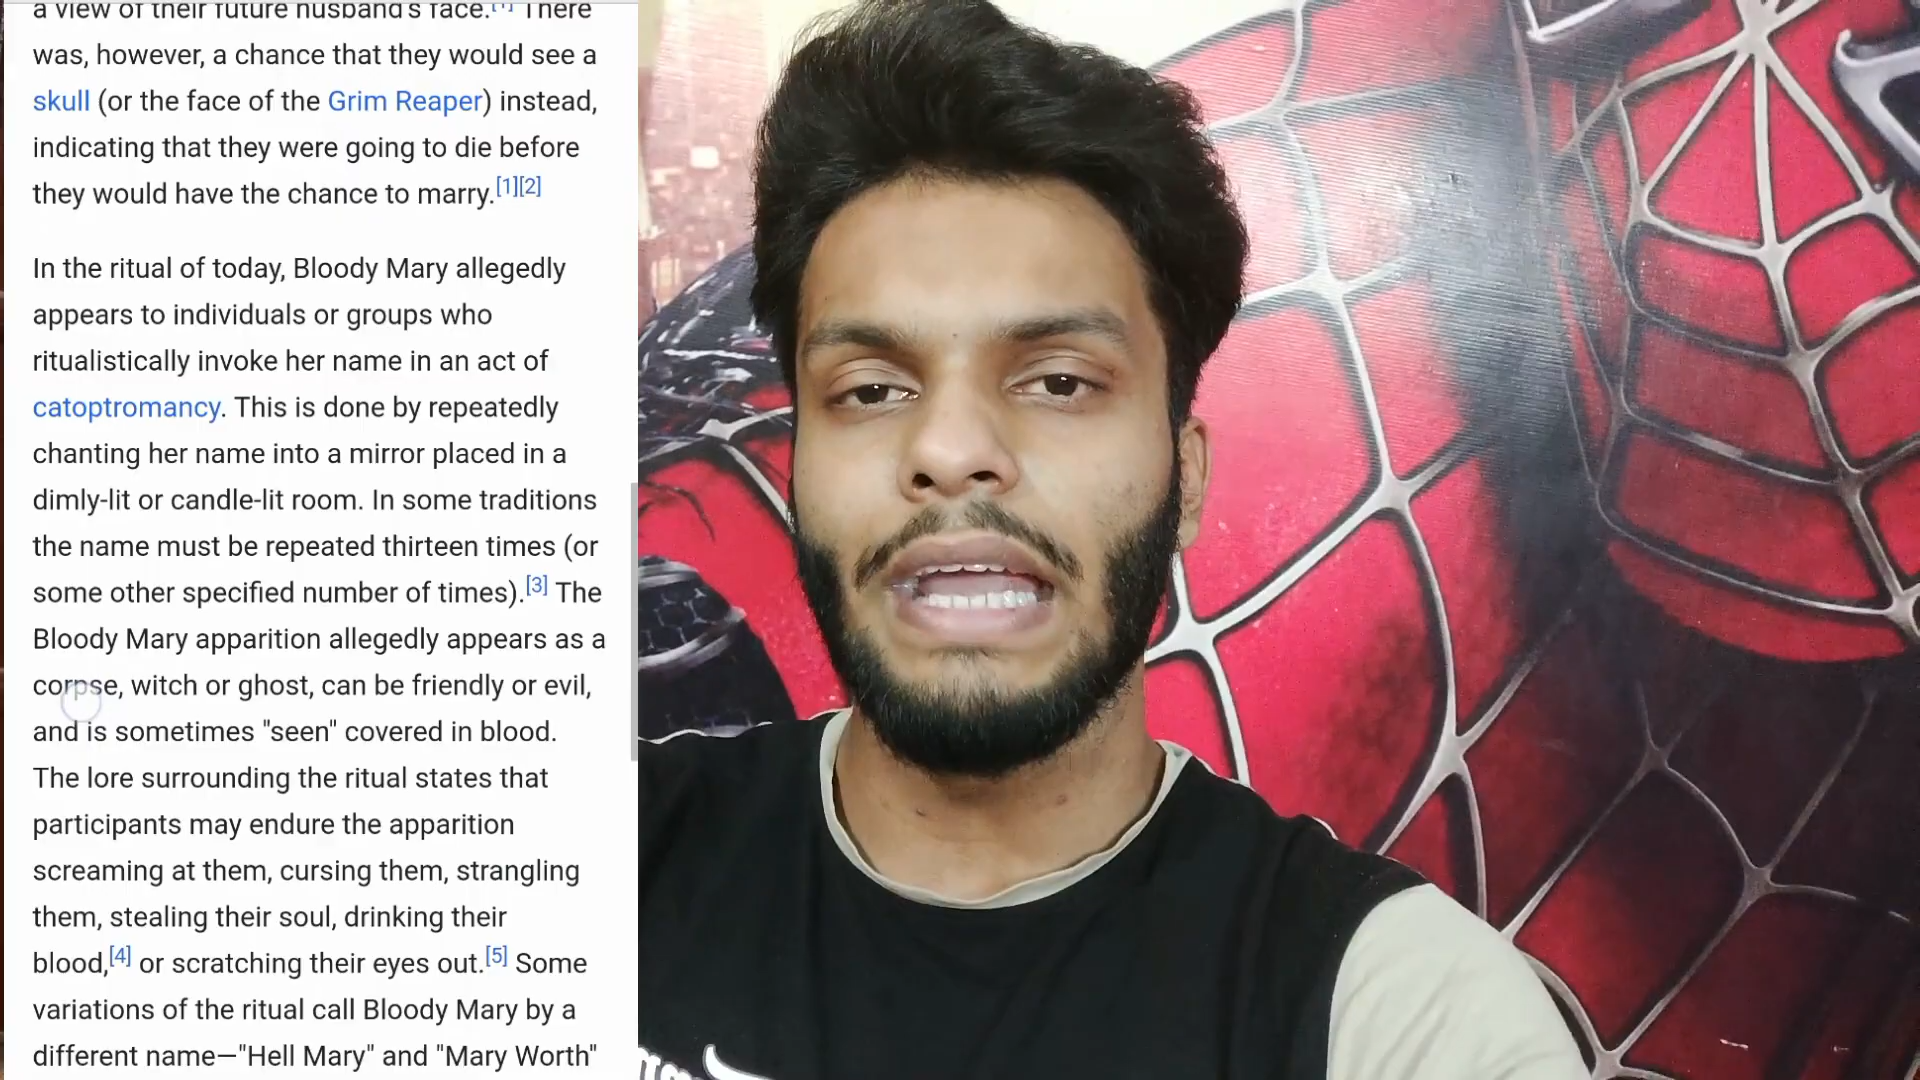 a view of their future husband's face.[1] There
was, however, a chance that they would see a
skull (or the face of the Grim Reaper) instead,
indicating that they were going to die before
they would have the chance to marry.[1][2]
In the ritual of today, Bloody Mary allegedly
appears to individuals or groups who
ritualistically invoke her name in an act of
catoptromancy. This is done by repeatedly
chanting her name into a mirror placed in a
dimly-lit or candle-lit room. In some traditions
the name must be repeated thirteen times (or
some other specified number of times).[3] The
Bloody Mary apparition allegedly appears as a
corpse, witch or ghost, can be friendly or evil,
and is sometimes "seen" covered in blood.
The lore surrounding the ritual states that
participants may endure the apparition
screaming at them, cursing them, strangling
them, stealing their soul, drinking their
blood,[4] or scratching their eyes out.[5] Some
variations of the ritual call Bloody Mary by a
different name—"Hell Mary" and "Mary Worth"